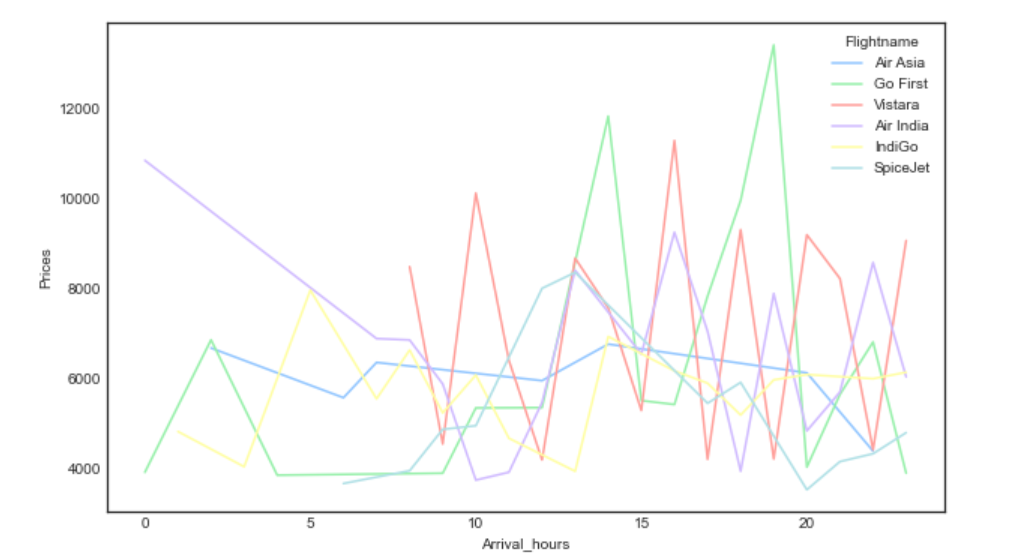 Flightname
Air Asia
Go First
Vistara
Air India
IndiGo
SpiceJet
12000
10000
8000
6000
4000
Prices
0 5 10 15 20
Arrival_hours